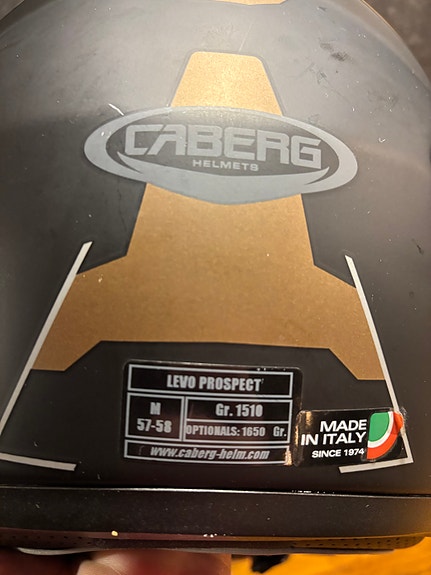 CABERG
HELMETS
LEVO PROSPECT
M
57-58
Gr. 1510
OPTIONALS: 1650 Gr.
www.caberg-helm.com
MADE
IN ITALY
SINCE 1974